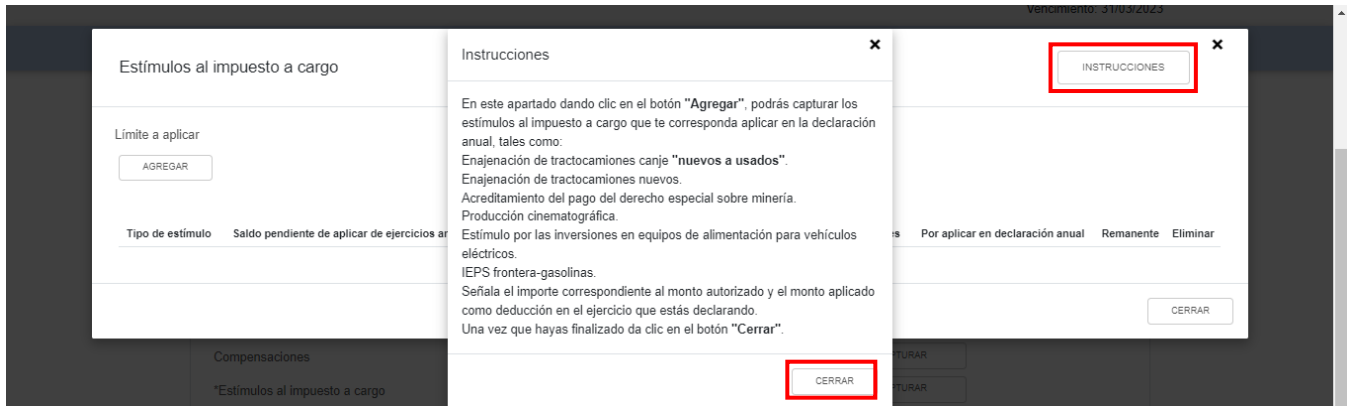 Vencimiento: 31/03/2023
Estímulos al impuesto a cargo
INSTRUCCIONES
Límite a aplicar
AGREGAR
Tipo de estímulo Saldo pendiente de aplicar de ejercicios
Por aplicar en declaración anual Remanente Eliminar
CERRAR
Instrucciones
En este apartado dando clic en el botón "Agregar", podrás capturar los
estímulos al impuesto a cargo que te corresponda aplicar en la declaración
anual, tales como:
Enajenación de tractocamiones canje "nuevos a usados".
Enajenación de tractocamiones nuevos.
Acreditamiento del pago del derecho especial sobre minería.
Producción cinematográfica.
Estímulo por las inversiones en equipos de alimentación para vehículos
eléctricos.
IEPS frontera-gasolinas.
Señala el importe correspondiente al monto autorizado y el monto aplicado
como deducción en el ejercicio que estás declarando.
Una vez que hayas finalizado da clic en el botón "Cerrar".
CERRAR
Compensaciones
*Estímulos al impuesto a cargo